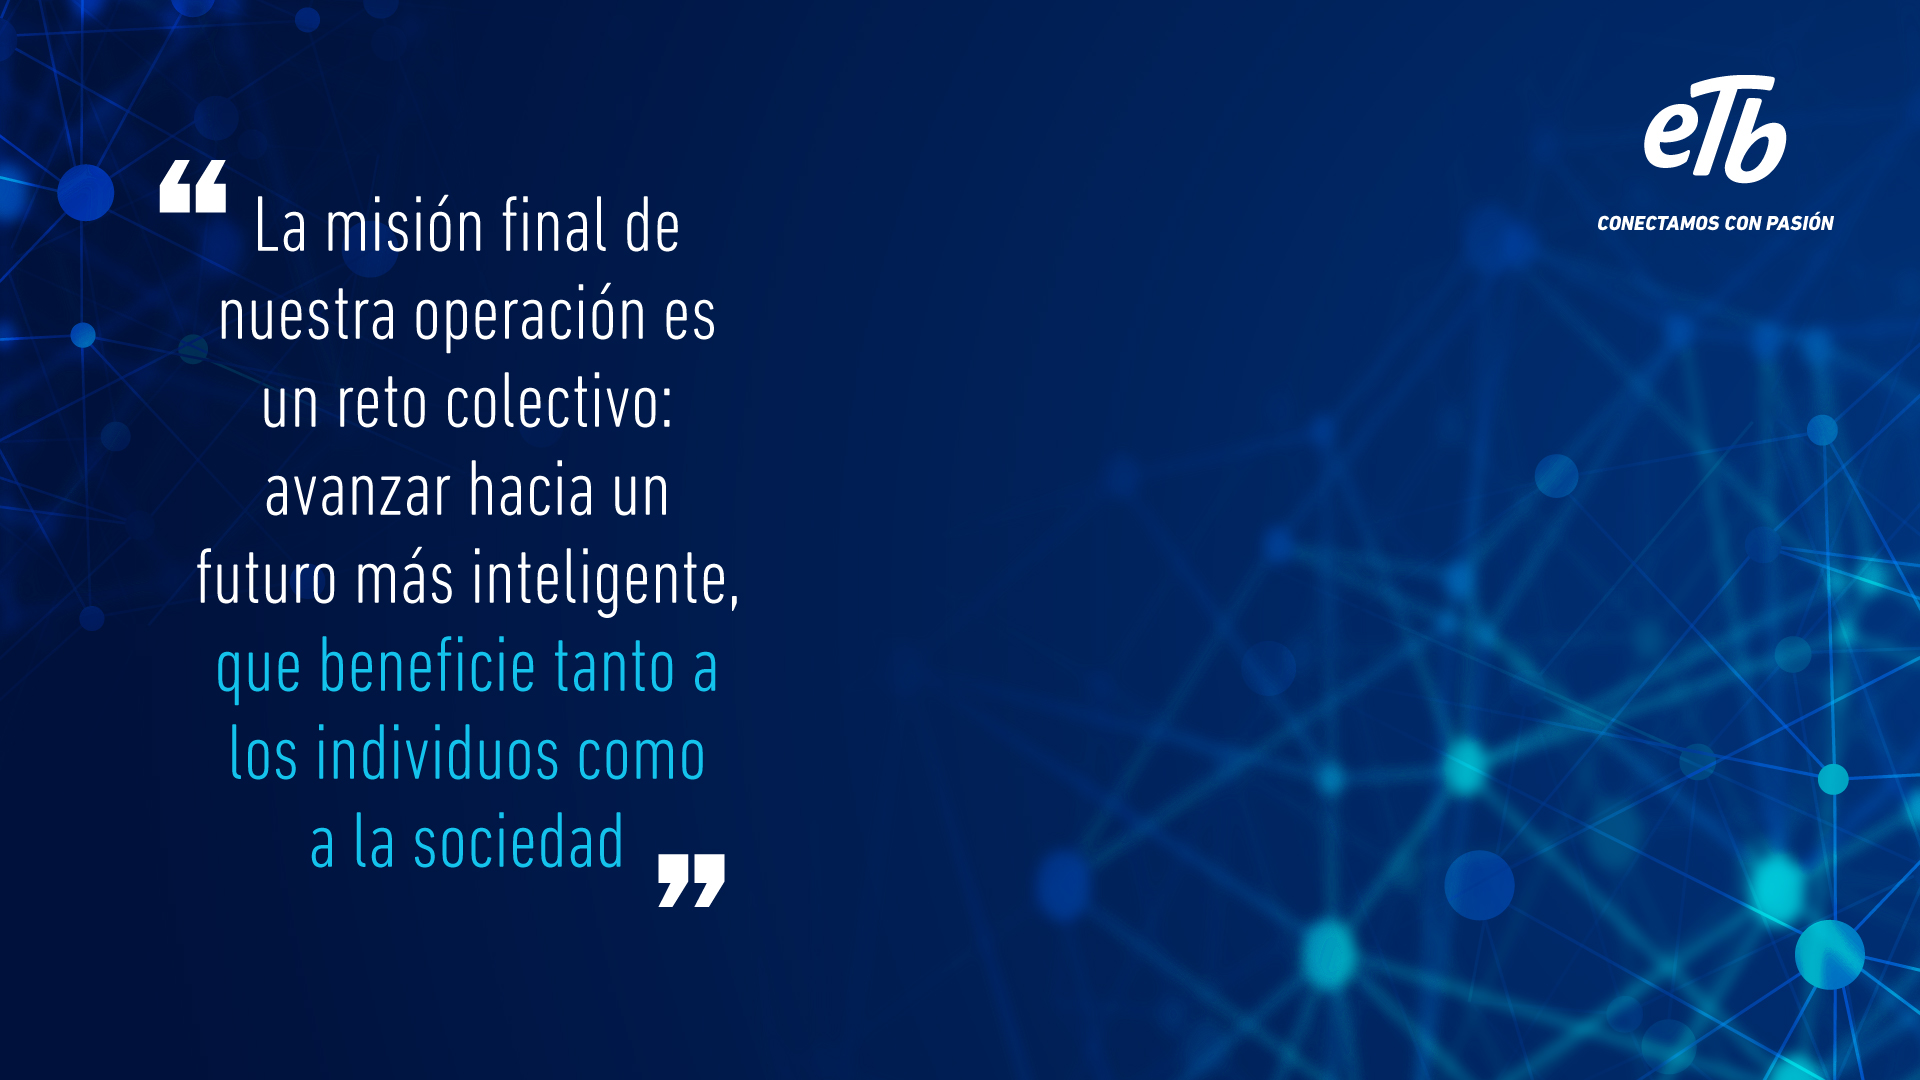 “ La misión final de
nuestra operación es
un reto colectivo:
avanzar hacia un
futuro más inteligente,
que beneficie tanto a
los individuos como
a la sociedad ”
eTb
CONECTAMOS CON PASIÓN